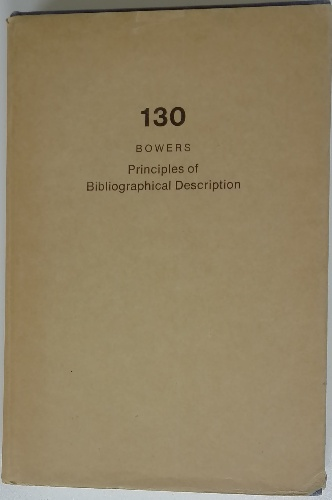 130
BOWERS
Principles of
Bibliographical Description